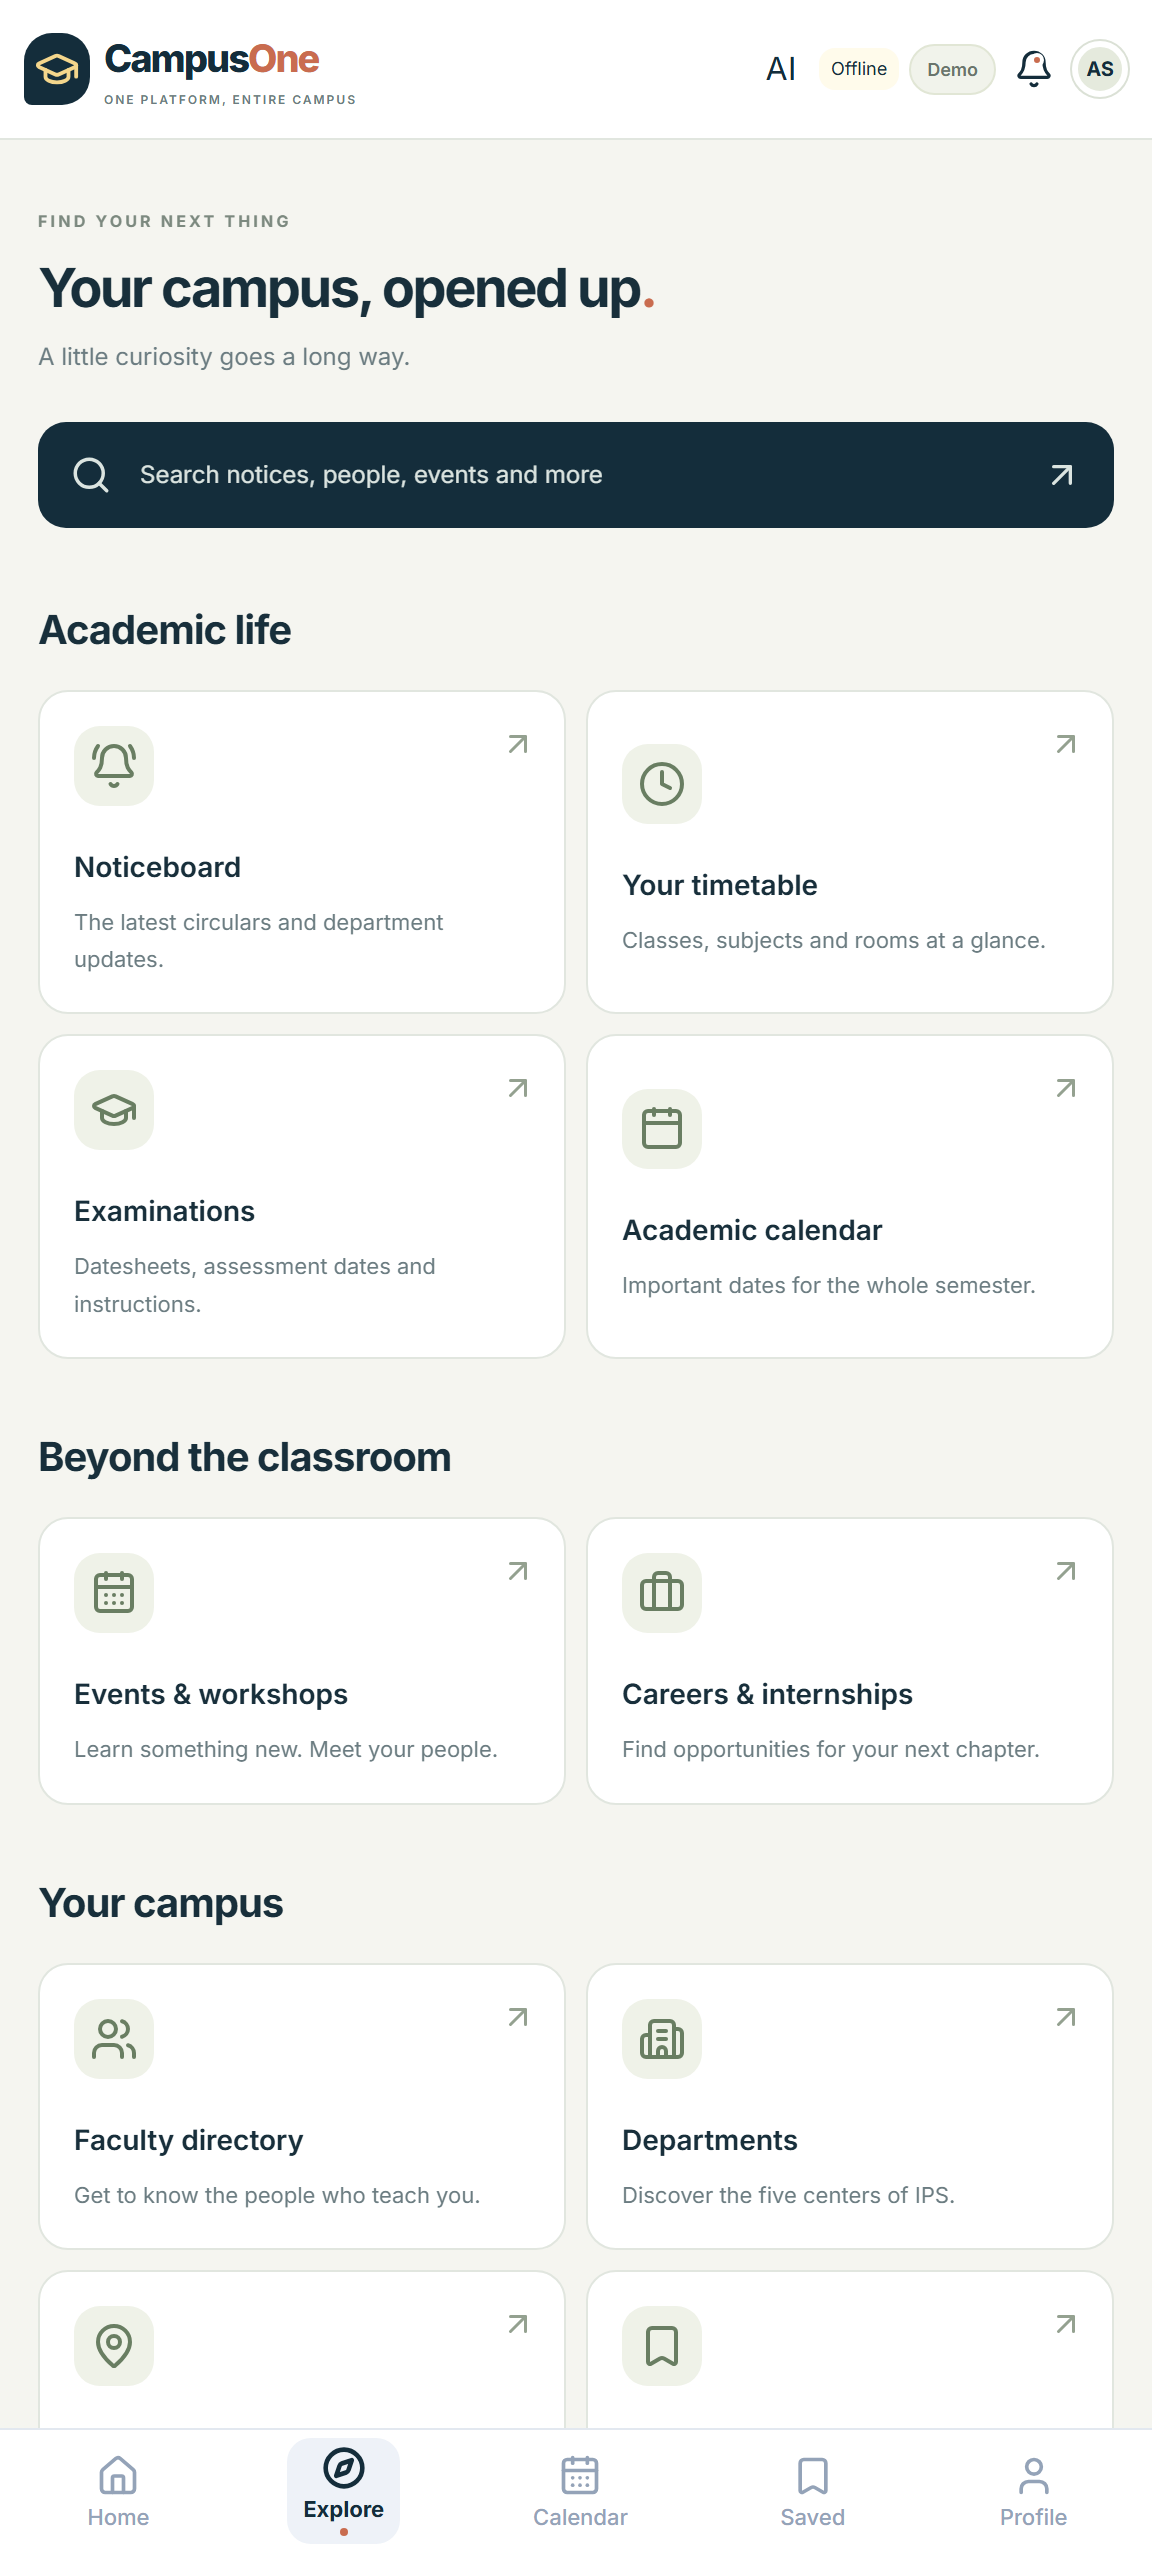 CampusOne
ONE PLATFORM, ENTIRE CAMPUS
AI
Offline
Demo
AS
FIND YOUR NEXT THING
Your campus, opened up.
A little curiosity goes a long way.
Search notices, people, events and more
Academic life
Noticeboard
The latest circulars and department
updates.
Your timetable
Classes, subjects and rooms at a glance.
Examinations
Datesheets, assessment dates and
instructions.
Academic calendar
Important dates for the whole semester.
Beyond the classroom
Events & workshops
Learn something new. Meet your people.
Careers & internships
Find opportunities for your next chapter.
Your campus
Faculty directory
Get to know the people who teach you.
Departments
Discover the five centers of IPS.
Home
Explore
Calendar
Saved
Profile